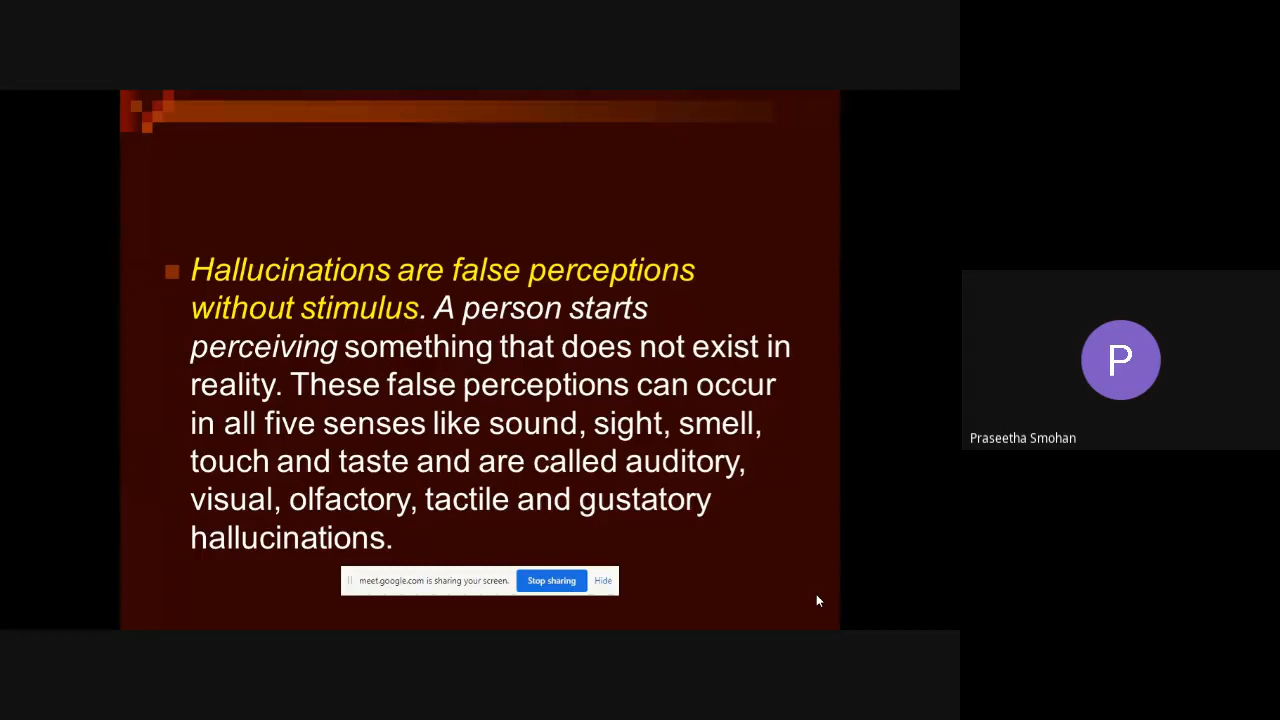 Hallucinations are false perceptions
without stimulus. A person starts
perceiving something that does not exist in
reality. These false perceptions can occur
in all five senses like sound, sight, smell,
touch and taste and are called auditory,
visual, olfactory, tactile and gustatory
hallucinations.
meet.google.com is sharing your screen. Stop sharing Hide
P
Praseetha Smohan